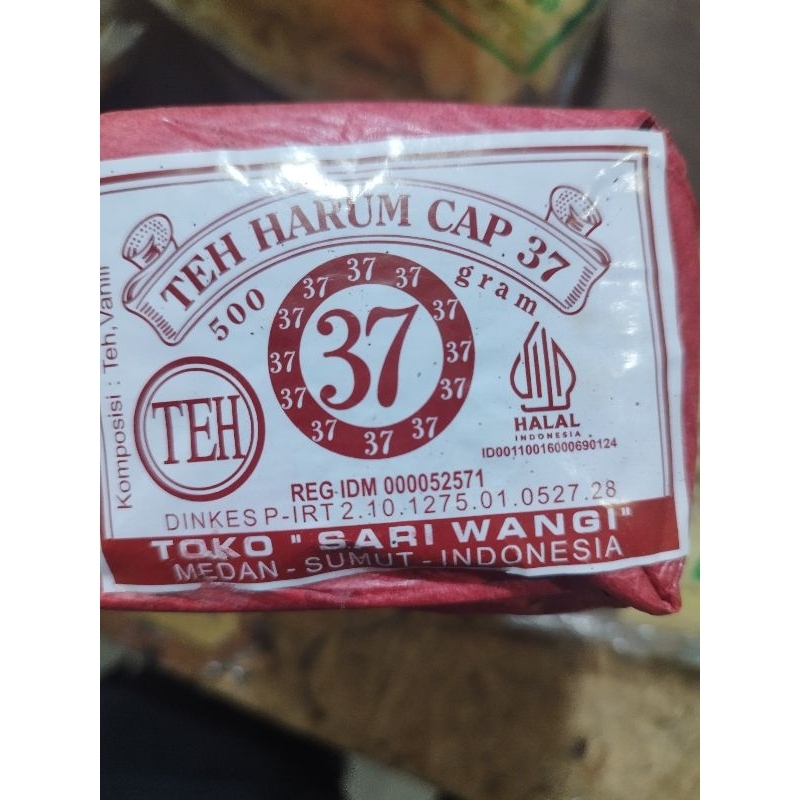 TEH HARUM CAP 37
500 gram
37 37 37 37 37 37 37 37 37 37 37 37
37
TEH
Komposisi : Teh, Vanili
HALAL
INDONESIA
ID00110016000690124
REG-IDM 000052571
DINKES P-IRT 2.10.1275.01.0527.28
TOKO "SARI WANGI"
MEDAN - SUMUT - INDONESIA